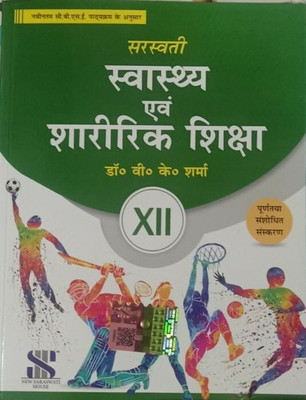 नवीनतम सी.बी.एस.ई. पाठ्यक्रम के अनुसार
सरस्वती
स्वास्थ्य
एवं
शारीरिक शिक्षा
डॉ० वी० के० शर्मा
XII
पूर्णतया
संशोधित
संस्करण
NEW SARASWATI
HOUSE